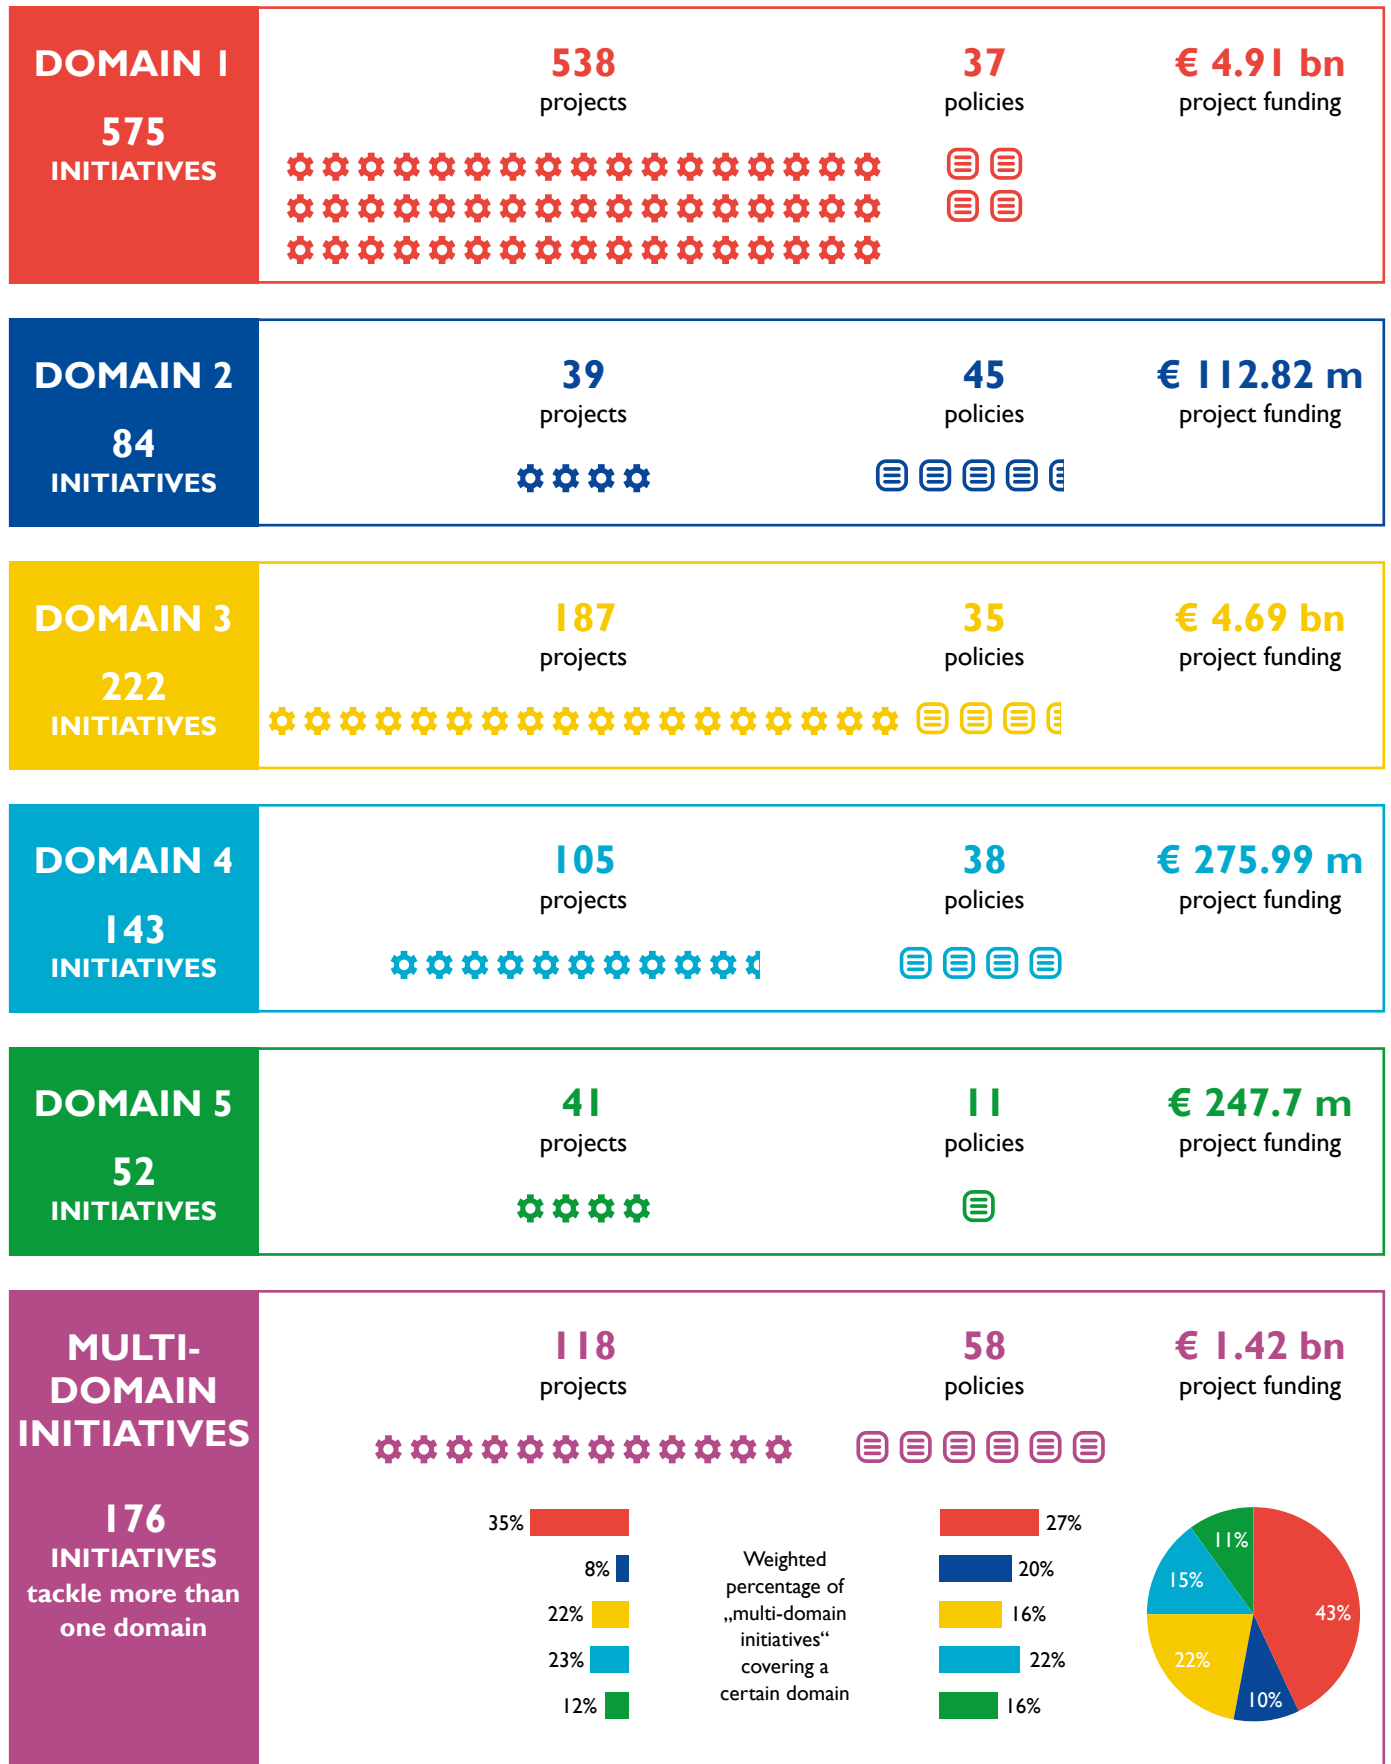 DOMAIN 1
575
INITIATIVES
538
projects
37
policies
€ 4.91 bn
project funding
DOMAIN 2
84
INITIATIVES
39
projects
45
policies
€ 112.82 m
project funding
DOMAIN 3
222
INITIATIVES
187
projects
35
policies
€ 4.69 bn
project funding
DOMAIN 4
143
INITIATIVES
105
projects
38
policies
€ 275.99 m
project funding
DOMAIN 5
52
INITIATIVES
41
projects
11
policies
€ 247.7 m
project funding
MULTI-
DOMAIN
INITIATIVES
176
INITIATIVES
tackle more than
one domain
118
projects
58
policies
€ 1.42 bn
project funding
35%
8%
22%
23%
12%
Weighted
percentage of
„multi-domain
initiatives“
covering a
certain domain
27%
20%
16%
22%
16%
11%
15%
43%
22%
10%